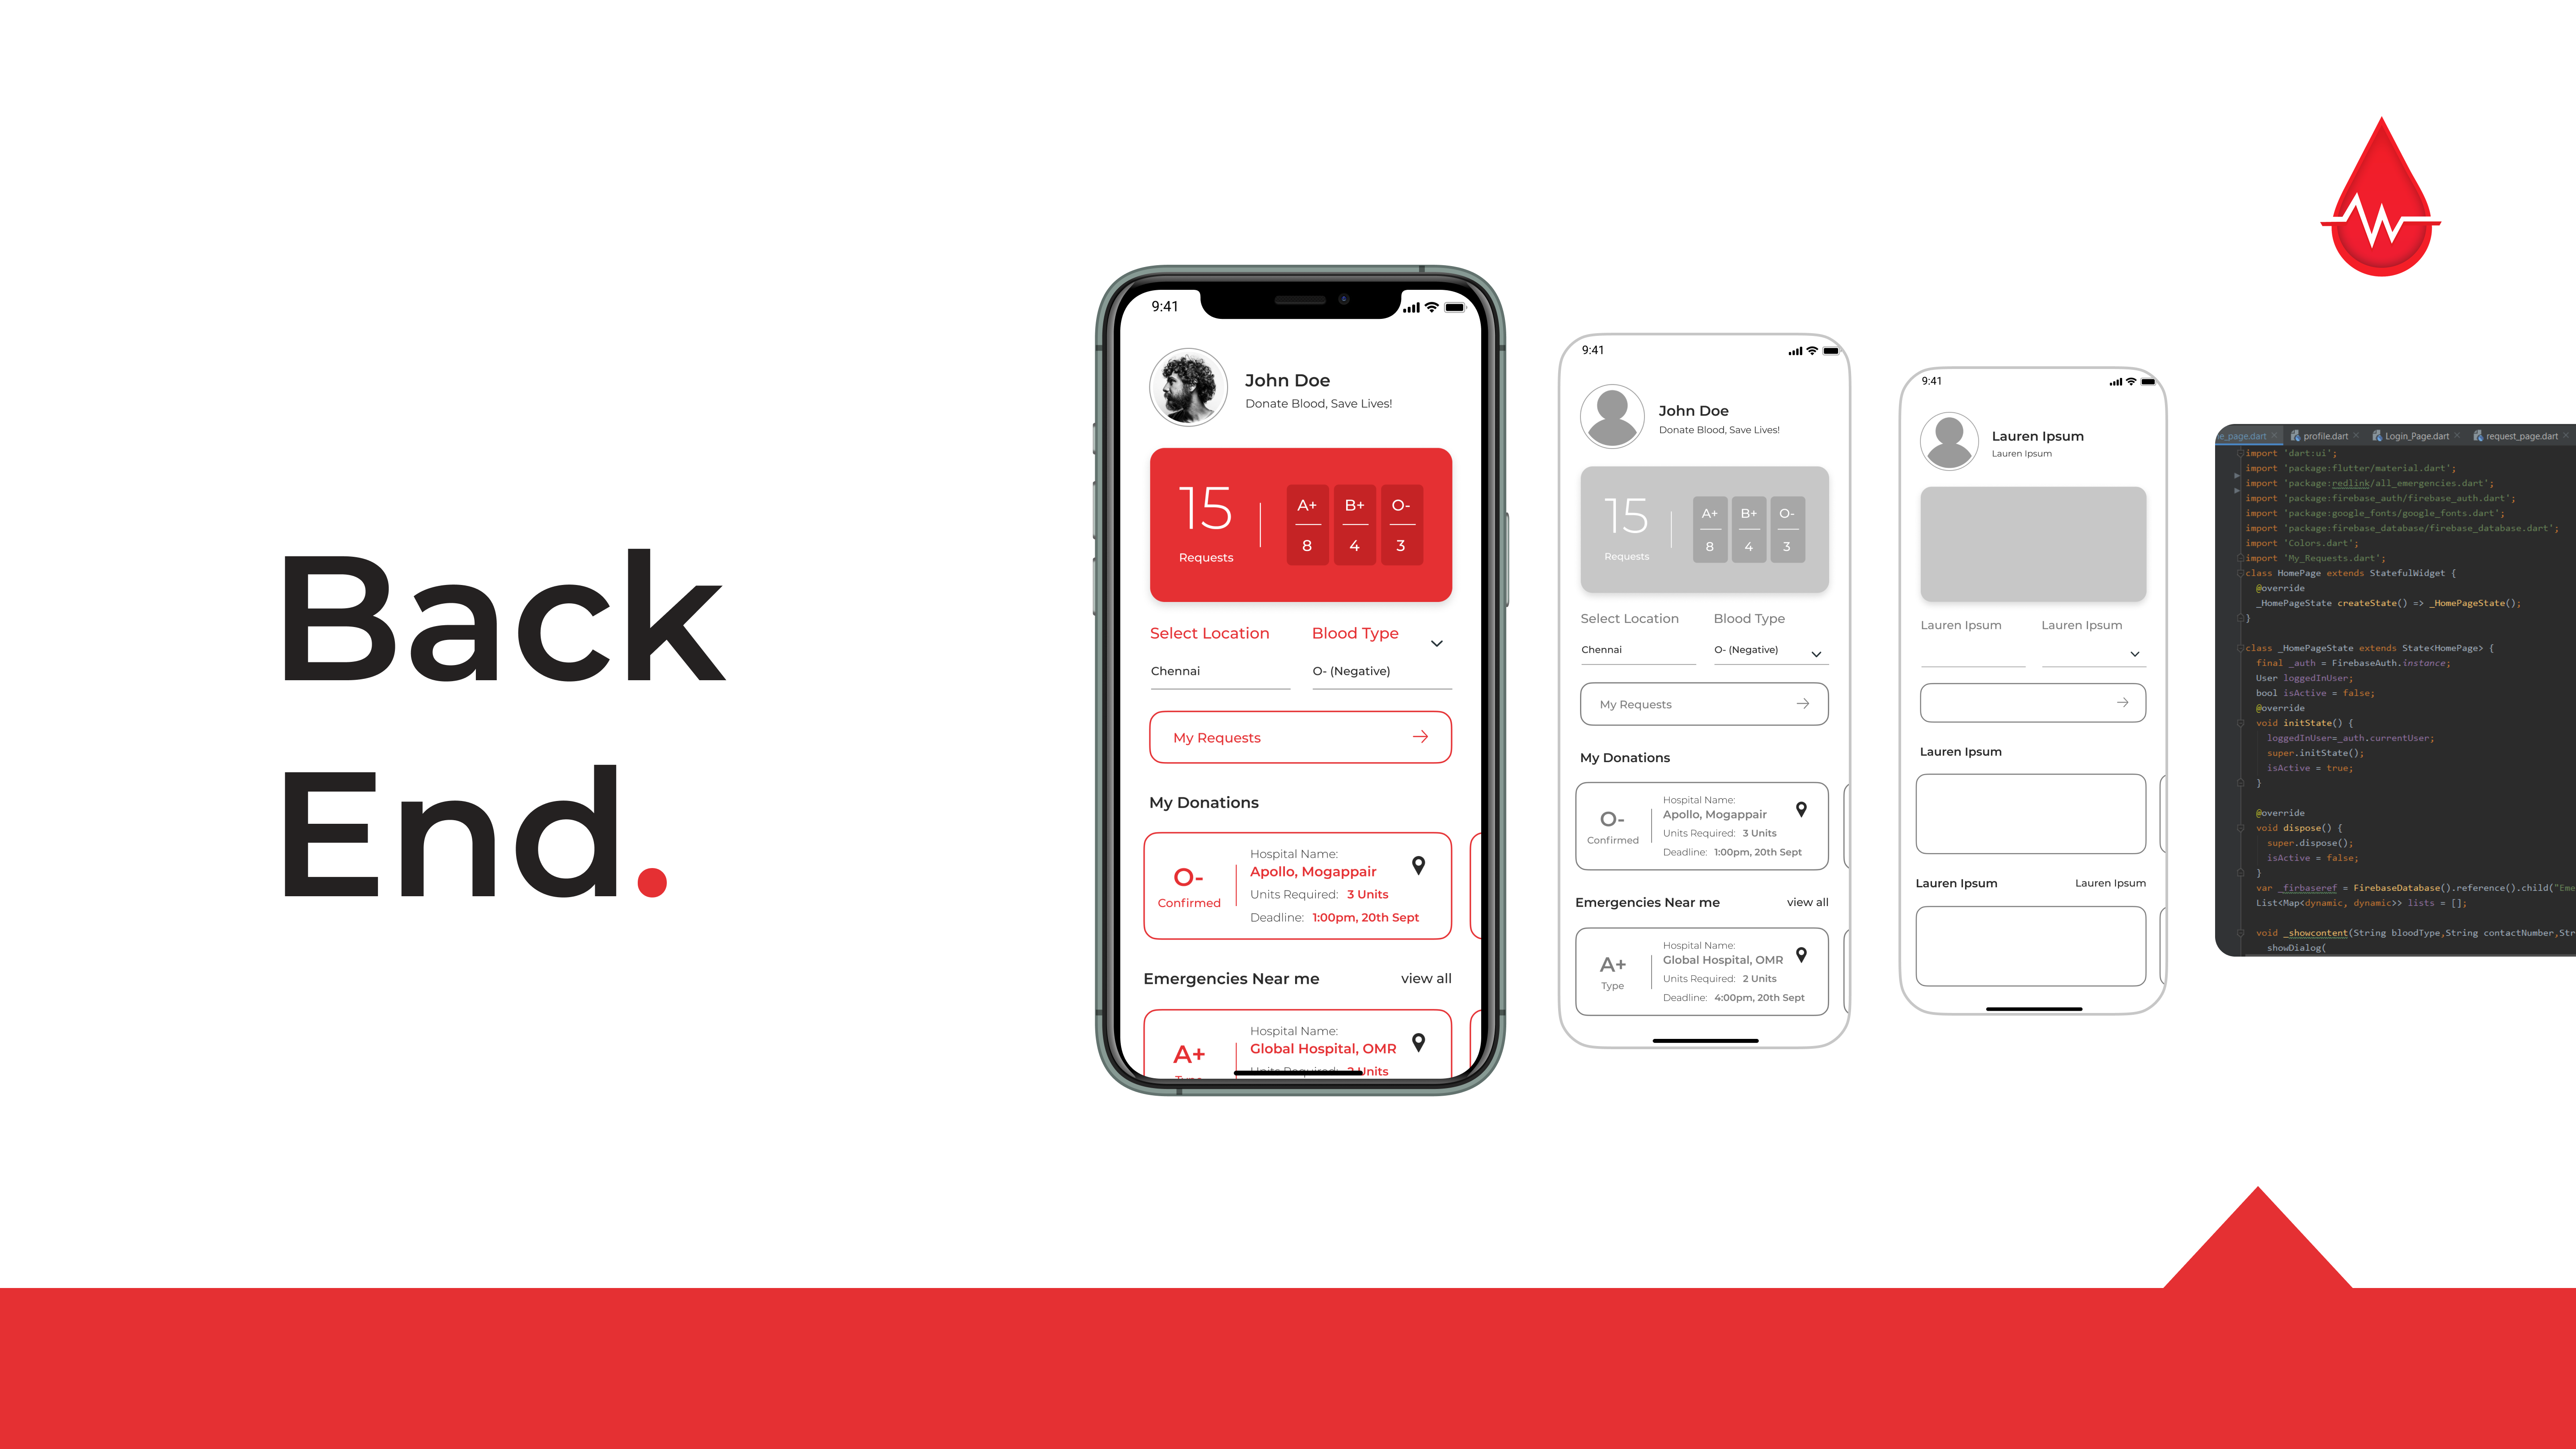 Back
End.
9:41
John Doe
Donate Blood, Save Lives!
15
Requests
A+ B+ O-
8 4 3
Select Location Blood Type
Chennai O- (Negative)
My Requests
My Donations
O-
Confirmed
Hospital Name:
Apollo, Mogappair
Units Required: 3 Units
Deadline: 1:00pm, 20th Sept
Emergencies Near me view all
A+
Type
Hospital Name:
Global Hospital, OMR
Units Required: 2 Units
9:41
John Doe
Donate Blood, Save Lives!
15
Requests
A+ B+ O-
8 4 3
Select Location Blood Type
Chennai O- (Negative)
My Requests
My Donations
O-
Confirmed
Hospital Name:
Apollo, Mogappair
Units Required: 3 Units
Deadline: 1:00pm, 20th Sept
Emergencies Near me view all
A+
Type
Hospital Name:
Global Hospital, OMR
Units Required: 2 Units
Deadline: 4:00pm, 20th Sept
9:41
Lauren Ipsum
Lauren Ipsum
Lauren Ipsum Lauren Ipsum
Lauren Ipsum
Lauren Ipsum Lauren Ipsum
e_page.dart profile.dart Login_Page.dart request_page.dart
import 'dart:ui';
import 'package:flutter/material.dart';
import 'package:redlink/all_emergencies.dart';
import 'package:firebase_auth/firebase_auth.dart';
import 'package:google_fonts/google_fonts.dart';
import 'package:firebase_database/firebase_database.dart';
import 'Colors.dart';
import 'My_Requests.dart';
class HomePage extends StatefulWidget {
@override
_HomePageState createState() => _HomePageState();
}
class _HomePageState extends State<HomePage> {
final _auth = FirebaseAuth.instance;
User loggedInUser;
bool isActive = false;
@override
void initState() {
loggedInUser=_auth.currentUser;
super.initState();
isActive = true;
}
@override
void dispose() {
super.dispose();
isActive = false;
}
var _firbaseref = FirebaseDatabase().reference().child("Eme
List<Map<dynamic, dynamic>> lists = [];
void _showcontent(String bloodType,String contactNumber,Str
showDialog(